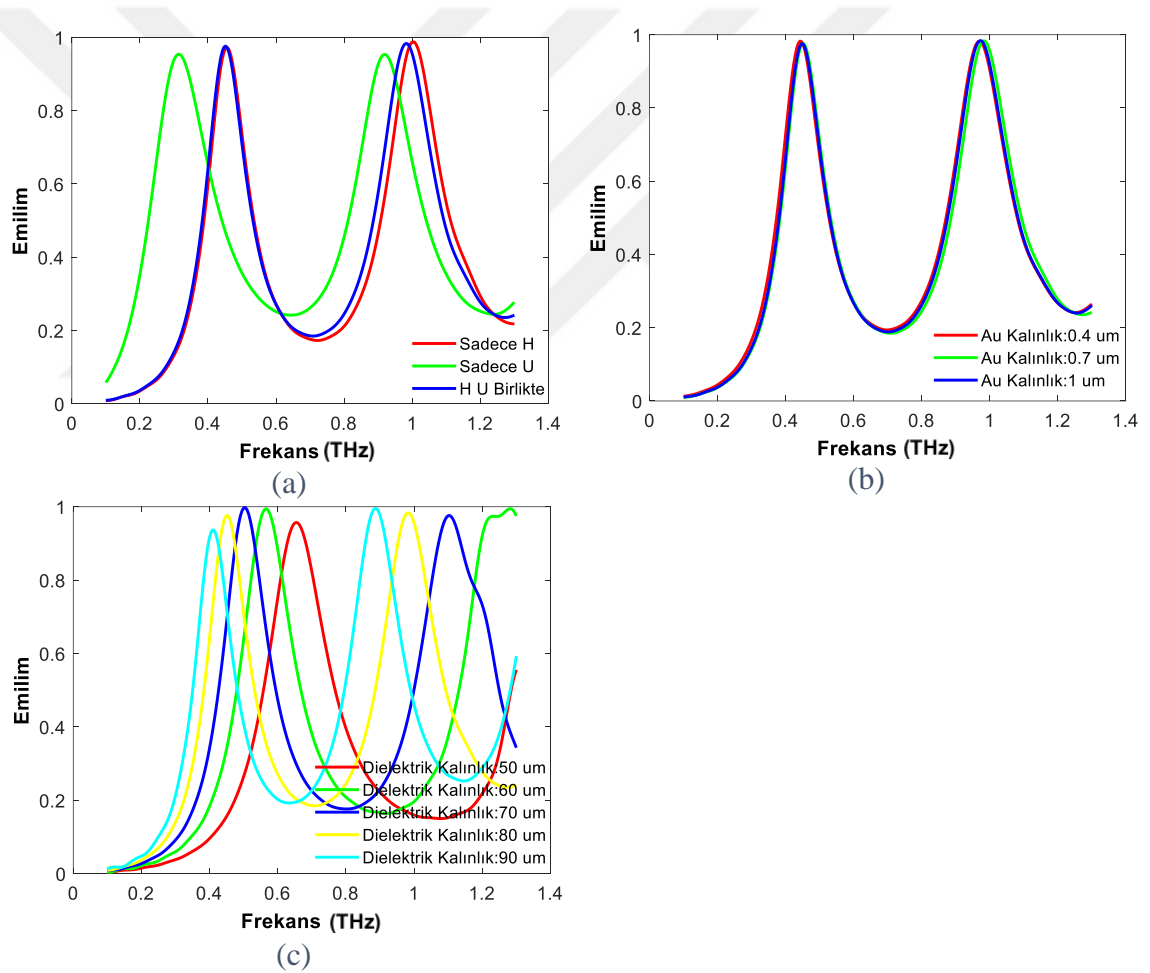 1
0.8
0.6
0.4
0.2
0
Emilim
0.2
0.4
0.6
0.8
1
1.2
1.4
Frekans (THz)
Sadece H
Sadece U
H U Birlikte
(a)
1
0.8
0.6
0.4
0.2
0
Emilim
0
0.2
0.4
0.6
0.8
1
1.2
1.4
Frekans (THz)
Au Kalınlık:0.4 um
Au Kalınlık:0.7 um
Au Kalınlık:1 um
(b)
1
0.8
0.6
0.4
0.2
0
Emilim
0
0.2
0.4
0.6
0.8
1
1.2
1.4
Frekans (THz)
Dielektrik Kalınlık:50 um
Dielektrik Kalınlık:60 um
Dielektrik Kalınlık:70 um
Dielektrik Kalınlık:80 um
Dielektrik Kalınlık:90 um
(c)